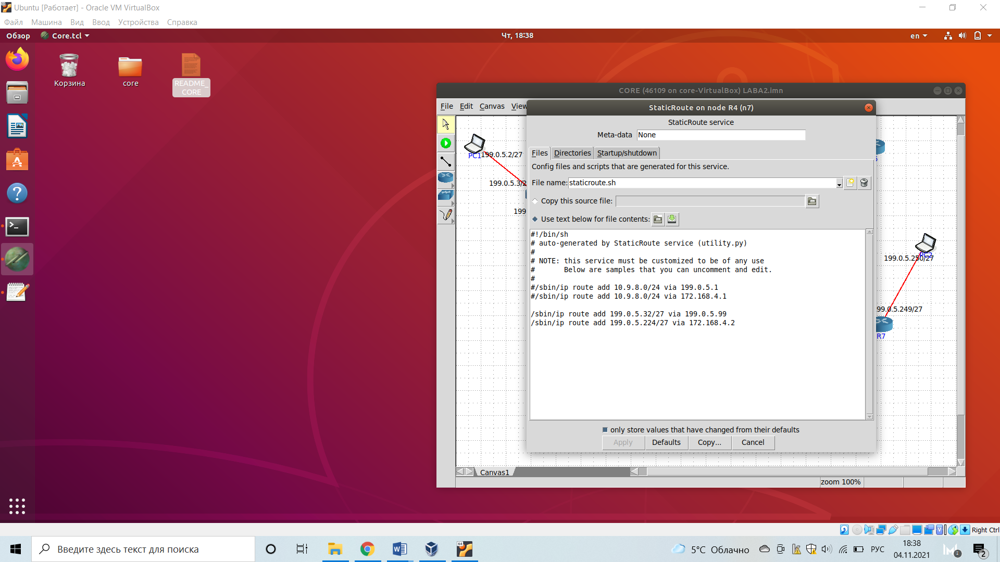 Ubuntu [Работает] - Oracle VM VirtualBox
Файл Машина Вид Ввод Устройства Справка
Обзор Core.tcl Чт, 18:38 en
Корзина core README_
CORE
CORE (46109 on core-VirtualBox) LABA2.imn
File Edit Canvas View
StaticRoute on node R4 (n7)
StaticRoute service
Meta-data None
Files Directories Startup/shutdown
Config files and scripts that are generated for this service.
File name: staticroute.sh
Copy this source file:
Use text below for file contents:
#!/bin/sh
# auto-generated by StaticRoute service (utility.py)
#
# NOTE: this service must be customized to be of any use
# Below are samples that you can uncomment and edit.
#
#/sbin/ip route add 10.9.8.0/24 via 199.0.5.1
#/sbin/ip route add 10.9.8.0/24 via 172.168.4.1
/sbin/ip route add 199.0.5.32/27 via 199.0.5.99
/sbin/ip route add 199.0.5.224/27 via 172.168.4.2
only store values that have changed from their defaults
Apply Defaults Copy... Cancel
PC1 199.0.5.2/27
199.0.5.3/2
199
PC2
199.0.5.250/27
99.0.5.249/27
R7
Canvas1
zoom 100%
Right Ctrl
Введите здесь текст для поиска
5°C Облачно
РУС
18:38
04.11.2021
3
2